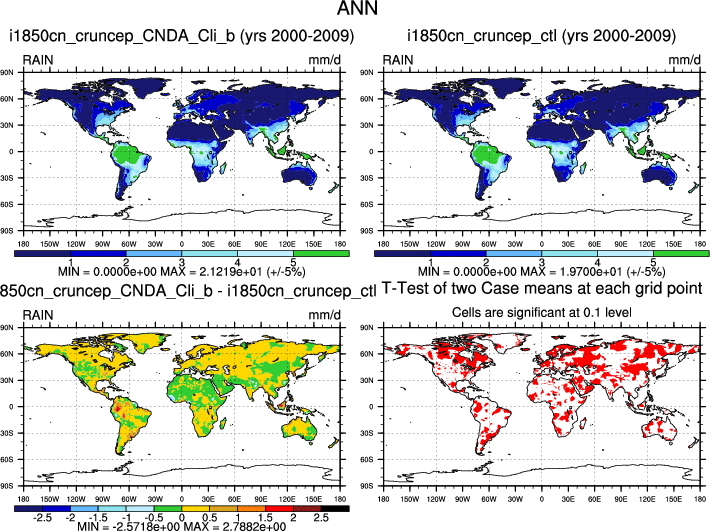 ANN
i1850cn_cruncep_CNDA_Cli_b (yrs 2000-2009)
RAIN mm/d
90N
60N
30N
0
30S
60S
90S
180 150W 120W 90W 60W 30W 0 30E 60E 90E 120E 150E 180
1 2 3 4 5
MIN = 0.0000e+00 MAX = 2.1219e+01 (+/-5%)
i1850cn_cruncep_ctl (yrs 2000-2009)
RAIN mm/d
90N
60N
30N
0
30S
60S
90S
180 150W 120W 90W 60W 30W 0 30E 60E 90E 120E 150E 180
1 2 3 4 5
MIN = 0.0000e+00 MAX = 1.9700e+01 (+/-5%)
850cn_cruncep_CNDA_Cli_b - i1850cn_cruncep_ctl
RAIN mm/d
90N
60N
30N
0
30S
60S
90S
180 150W 120W 90W 60W 30W 0 30E 60E 90E 120E 150E 180
-2.5 -2 -1.5 -1 -0.5 0 0.5 1 1.5 2 2.5
MIN = -2.5718e+00 MAX = 2.7882e+00
T-Test of two Case means at each grid point
Cells are significant at 0.1 level
90N
60N
30N
0
30S
60S
90S
180 150W 120W 90W 60W 30W 0 30E 60E 90E 120E 150E 180